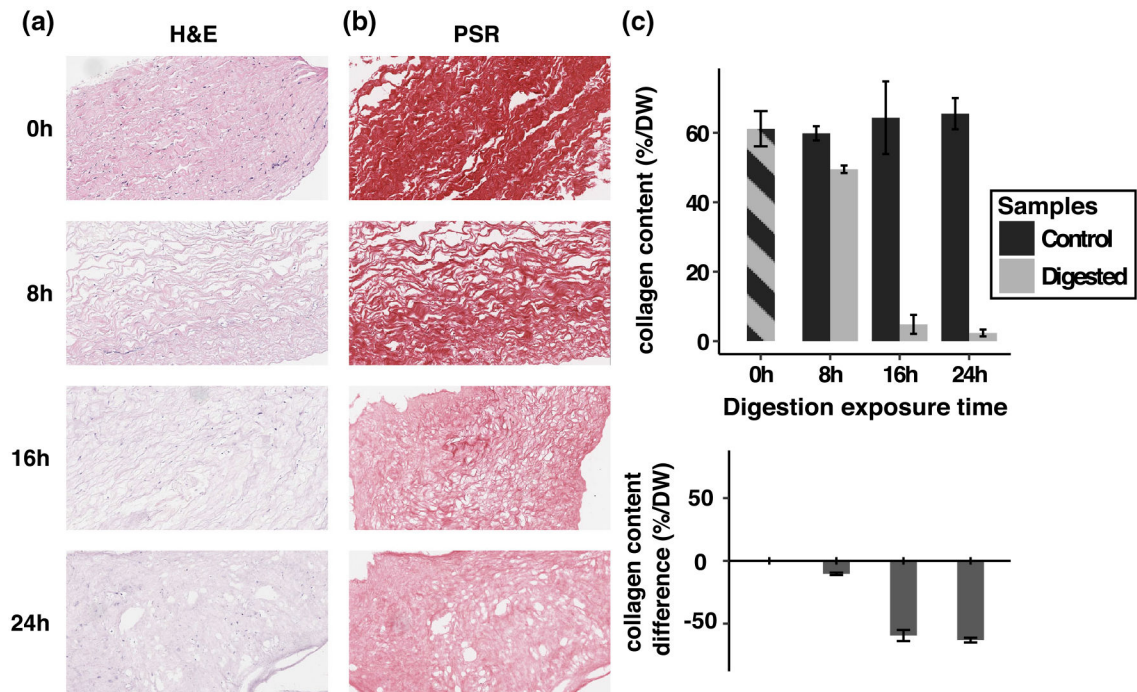 (a)
H&E
0h
8h
16h
24h
(b)
PSR
(c)
collagen content (%/DW)
60
40
20
0
0h 8h 16h 24h
Digestion exposure time
Samples
Control
Digested
collagen content
difference (%/DW)
50
0
-50